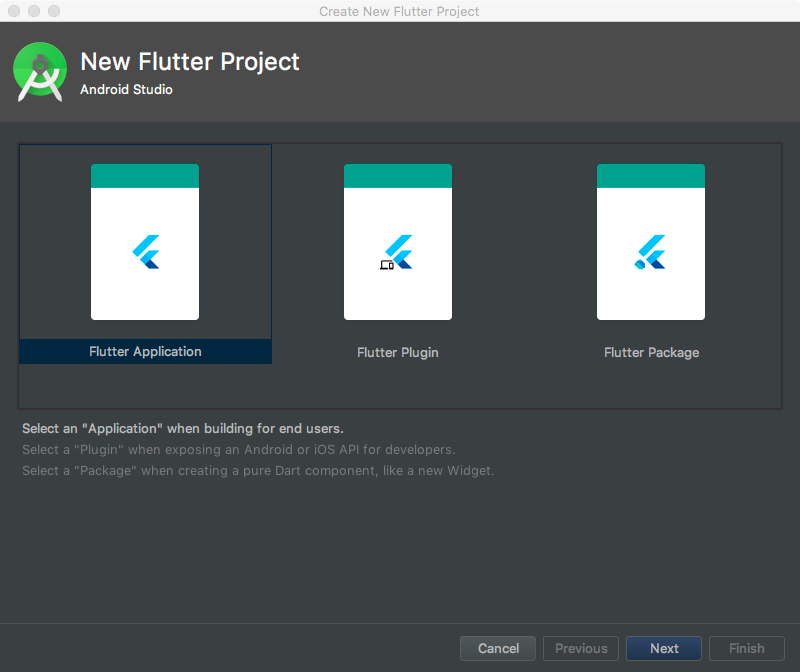 Create New Flutter Project
New Flutter Project
Android Studio
Flutter Application
Flutter Plugin
Flutter Package
Select an "Application" when building for end users.
Select a "Plugin" when exposing an Android or iOS API for developers.
Select a "Package" when creating a pure Dart component, like a new Widget.
Cancel
Previous
Next
Finish